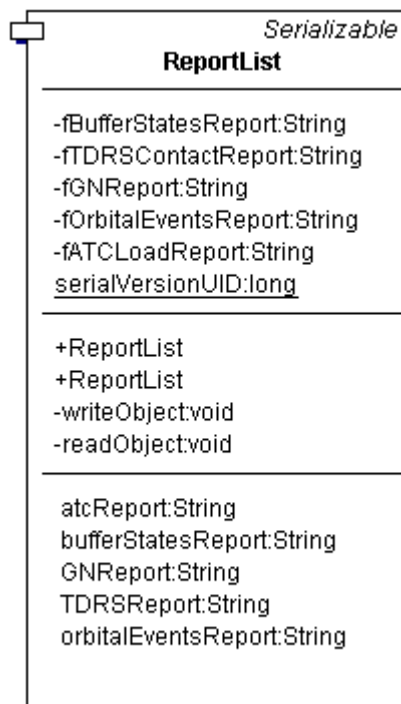 Serializable
ReportList
-fBufferStatesReport:String
-fTDRSContactReport:String
-fGNReport:String
-fOrbitalEventsReport:String
-fATCLoadReport:String
serialVersionUID:long
+ReportList
+ReportList
-writeObject:void
-readObject:void
atcReport:String
bufferStatesReport:String
GNReport:String
TDRSReport:String
orbitalEventsReport:String